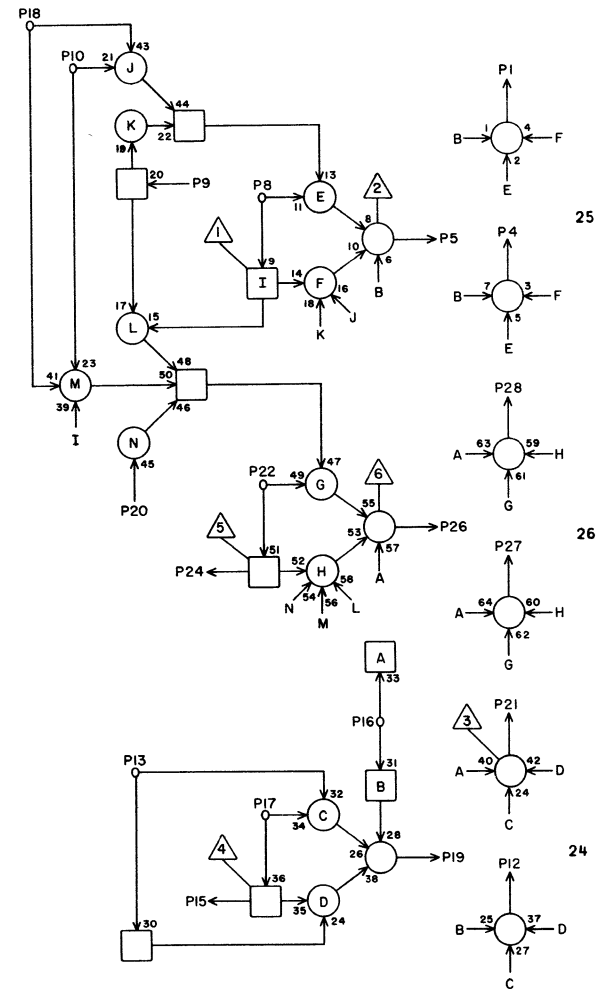 P18
43
P10 21 J
44
K 22
19
20 P9
P8 13 2
11 E
1 8
9 10 P5
I 14 F 6
18 16 B
K J
17 15
L
48
23 50
41 M 46
39
I N
45
P20
47
P22 49 G 6
55
5 53 P26
51 57
P24 52 H A
54 58
N 56 L
M
A
33
P16
P13 31
B
32
P17 C 28
34
4 26 P19
36 38
P15 35 D
24
30
P1
B 1 4 F
2
E
25
P4
B 7 3 F
5
E
P28
A 63 59 H
61
G
26
P27
A 64 60 H
62
G
P21
3
A 40 42 D
24
C
24
P12
B 25 37 D
27
C